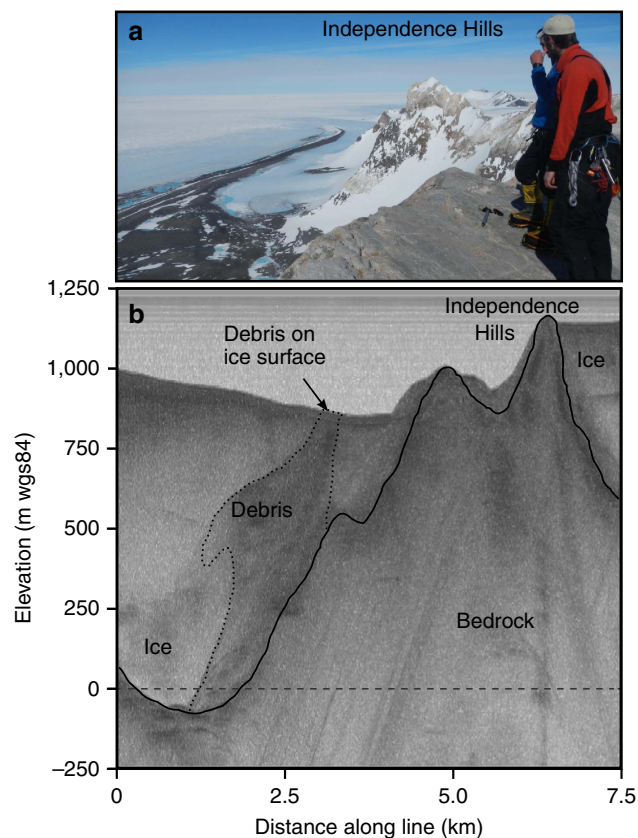 a
Independence Hills
b
Independence
Hills
Debris on
ice surface
Ice
Debris
Ice
Bedrock
Elevation (m wgs84)
1,250
1,000
750
500
250
0
–250
0
2.5
5.0
7.5
Distance along line (km)